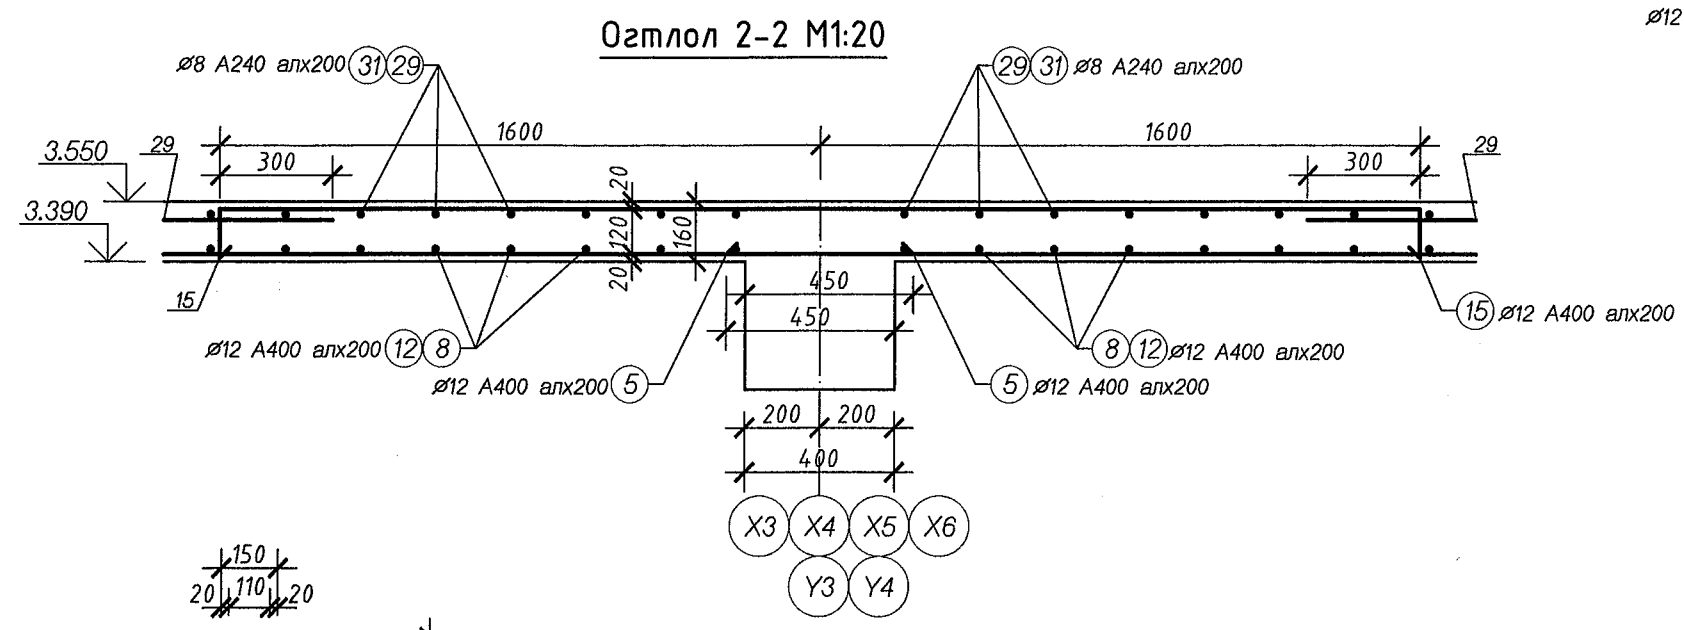 Огтлол 2-2 М1:20
ø12
ø8 А240 алх200 31 29
29 31 ø8 А240 алх200
1600 1600
3.550 29 300 20 300 29
3.390 120 160
20
15 450
450 15 ø12 А400 алх200
ø12 А400 алх200 12 8
8 12 ø12 А400 алх200
ø12 А400 алх200 5
5 ø12 А400 алх200
200 200
400
X3 X4 X5 X6
Y3 Y4
150
20 110 20